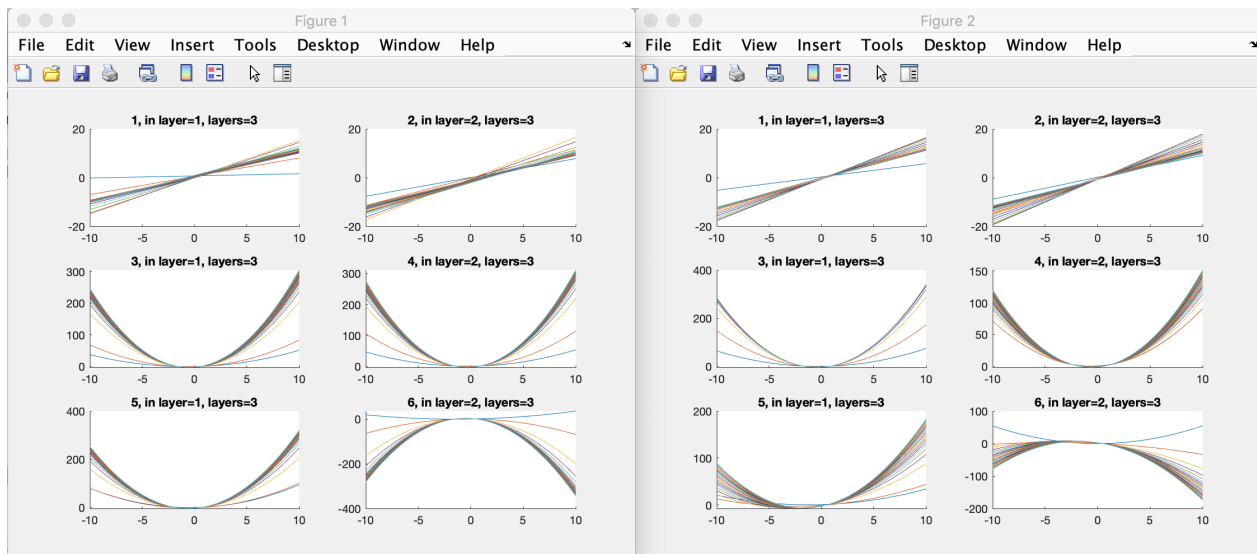 Figure 1
File Edit View Insert Tools Desktop Window Help
1, in layer=1, layers=3
20
0
-20
-10 -5 0 5 10
2, in layer=2, layers=3
20
0
-20
-10 -5 0 5 10
3, in layer=1, layers=3
300
200
100
0
-10 -5 0 5 10
4, in layer=2, layers=3
300
200
100
0
-10 -5 0 5 10
5, in layer=1, layers=3
400
200
0
-10 -5 0 5 10
6, in layer=2, layers=3
0
-200
-400
-10 -5 0 5 10
Figure 2
File Edit View Insert Tools Desktop Window Help
1, in layer=1, layers=3
20
0
-20
-10 -5 0 5 10
2, in layer=2, layers=3
20
0
-20
-10 -5 0 5 10
3, in layer=1, layers=3
400
200
0
-10 -5 0 5 10
4, in layer=2, layers=3
150
100
50
0
-10 -5 0 5 10
5, in layer=1, layers=3
200
100
0
-10 -5 0 5 10
6, in layer=2, layers=3
100
0
-100
-200
-10 -5 0 5 10